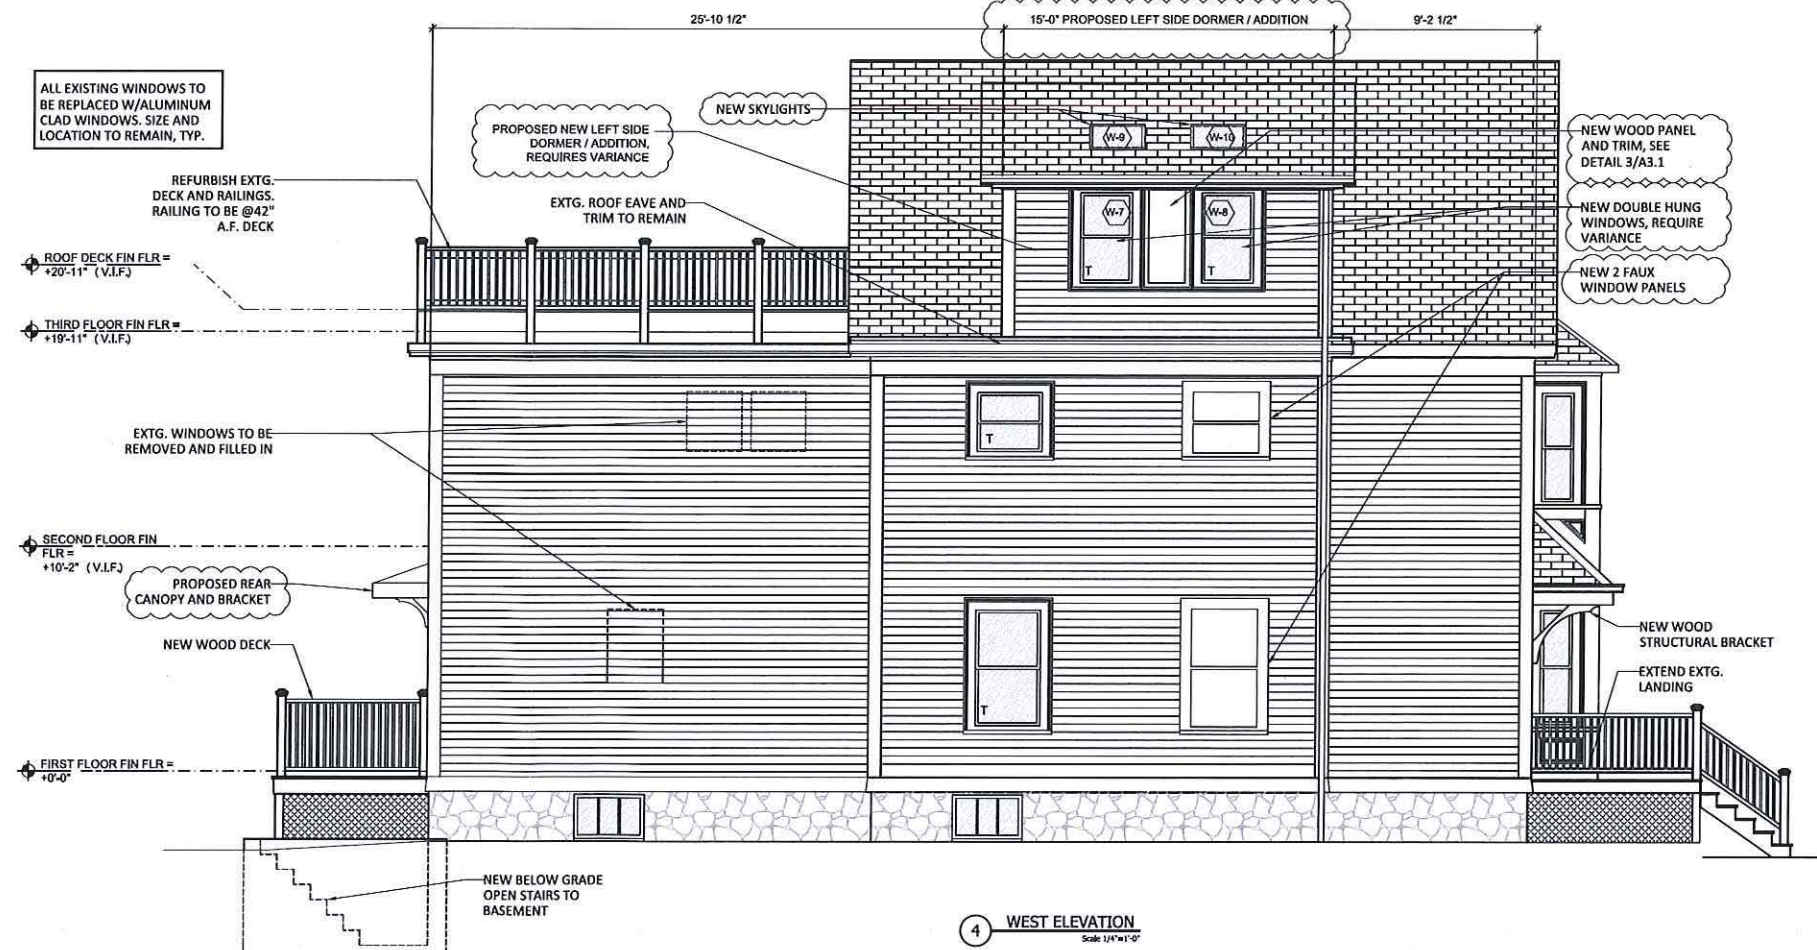 25'-10 1/2"
15'-0" PROPOSED LEFT SIDE DORMER / ADDITION
9'-2 1/2"
ALL EXISTING WINDOWS TO
BE REPLACED W/ALUMINUM
CLAD WINDOWS. SIZE AND
LOCATION TO REMAIN, TYP.
PROPOSED NEW LEFT SIDE
DORMER / ADDITION,
REQUIRES VARIANCE
NEW SKYLIGHTS
W-9
W-10
NEW WOOD PANEL
AND TRIM, SEE
DETAIL 3/A3.1
REFURBISH EXTG.
DECK AND RAILINGS.
RAILING TO BE @42"
A.F. DECK
EXTG. ROOF EAVE AND
TRIM TO REMAIN
W-7
W-8
T
T
NEW DOUBLE HUNG
WINDOWS, REQUIRE
VARIANCE
NEW 2 FAUX
WINDOW PANELS
ROOF DECK FIN FLR =
+20'-11" (V.I.F.)
THIRD FLOOR FIN FLR =
+19'-11" (V.I.F.)
EXTG. WINDOWS TO BE
REMOVED AND FILLED IN
T
SECOND FLOOR FIN
FLR =
+10'-2" (V.I.F.)
PROPOSED REAR
CANOPY AND BRACKET
NEW WOOD DECK
NEW WOOD
STRUCTURAL BRACKET
EXTEND EXTG.
LANDING
T
FIRST FLOOR FIN FLR =
+0'-0"
NEW BELOW GRADE
OPEN STAIRS TO
BASEMENT
4
WEST ELEVATION
Scale 1/4"=1'-0"